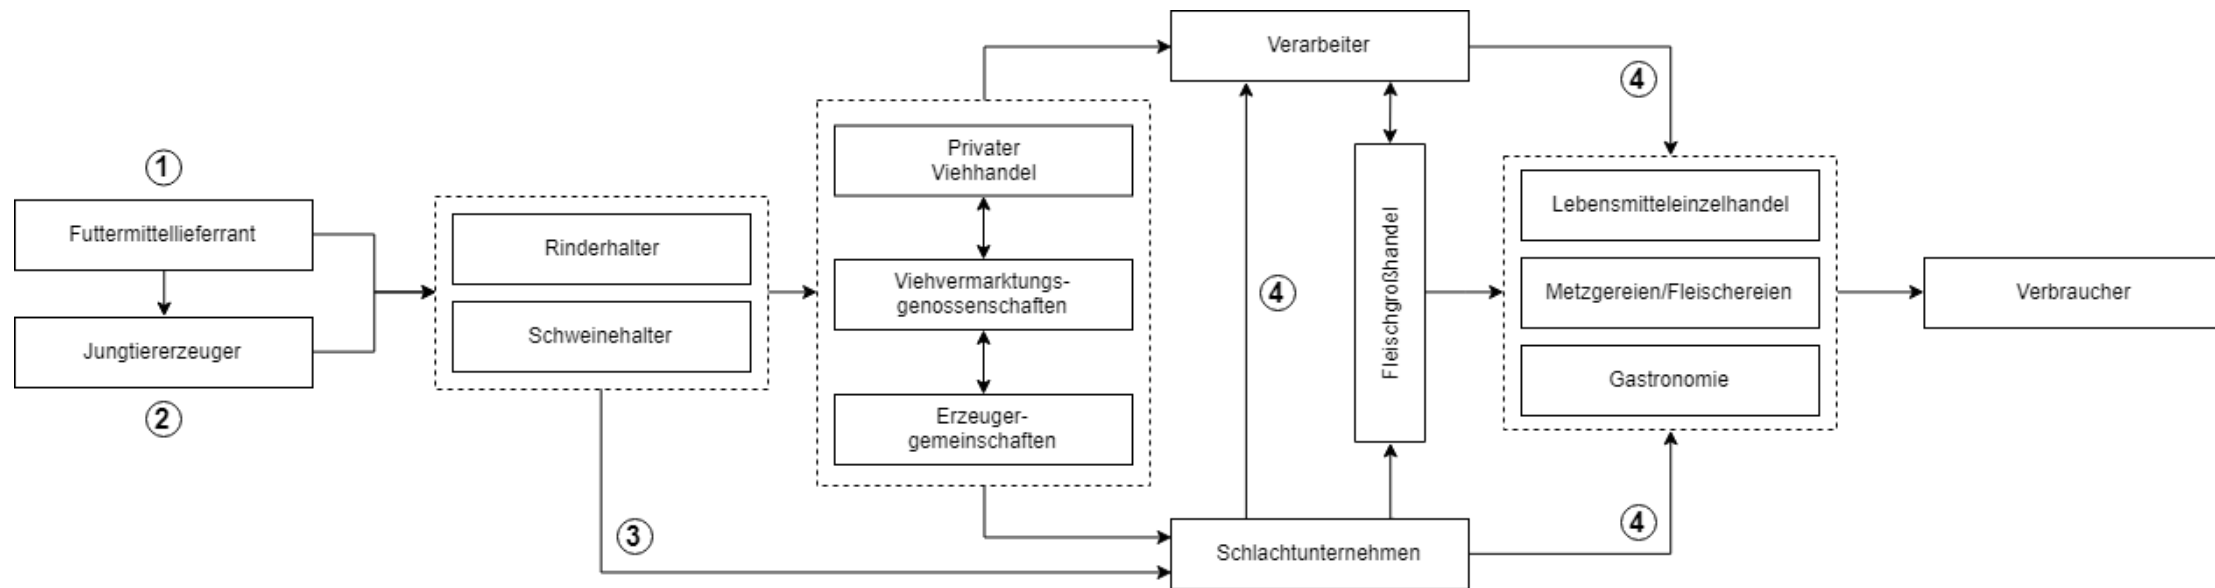 1
Futtermittellieferrant
Jungtiererzeuger
2
Rinderhalter
Schweinehalter
3
Privater
Viehhandel
Viehvermarktungs-
genossenschaften
Erzeuger-
gemeinschaften
Verarbeiter
4
Fleischgroßhandel
Schlachtunternehmen
4
Lebensmitteleinzelhandel
Metzgereien/Fleischereien
Gastronomie
4
Verbraucher